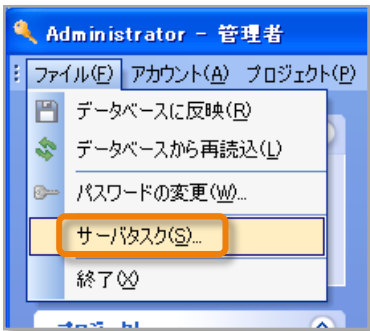 Administrator - 管理者
ファイル(F) アカウント(A) プロジェクト(P)
データベースに反映(R)
データベースから再読込(L)
パスワードの変更(W)...
サーバタスク(S)...
終了(X)